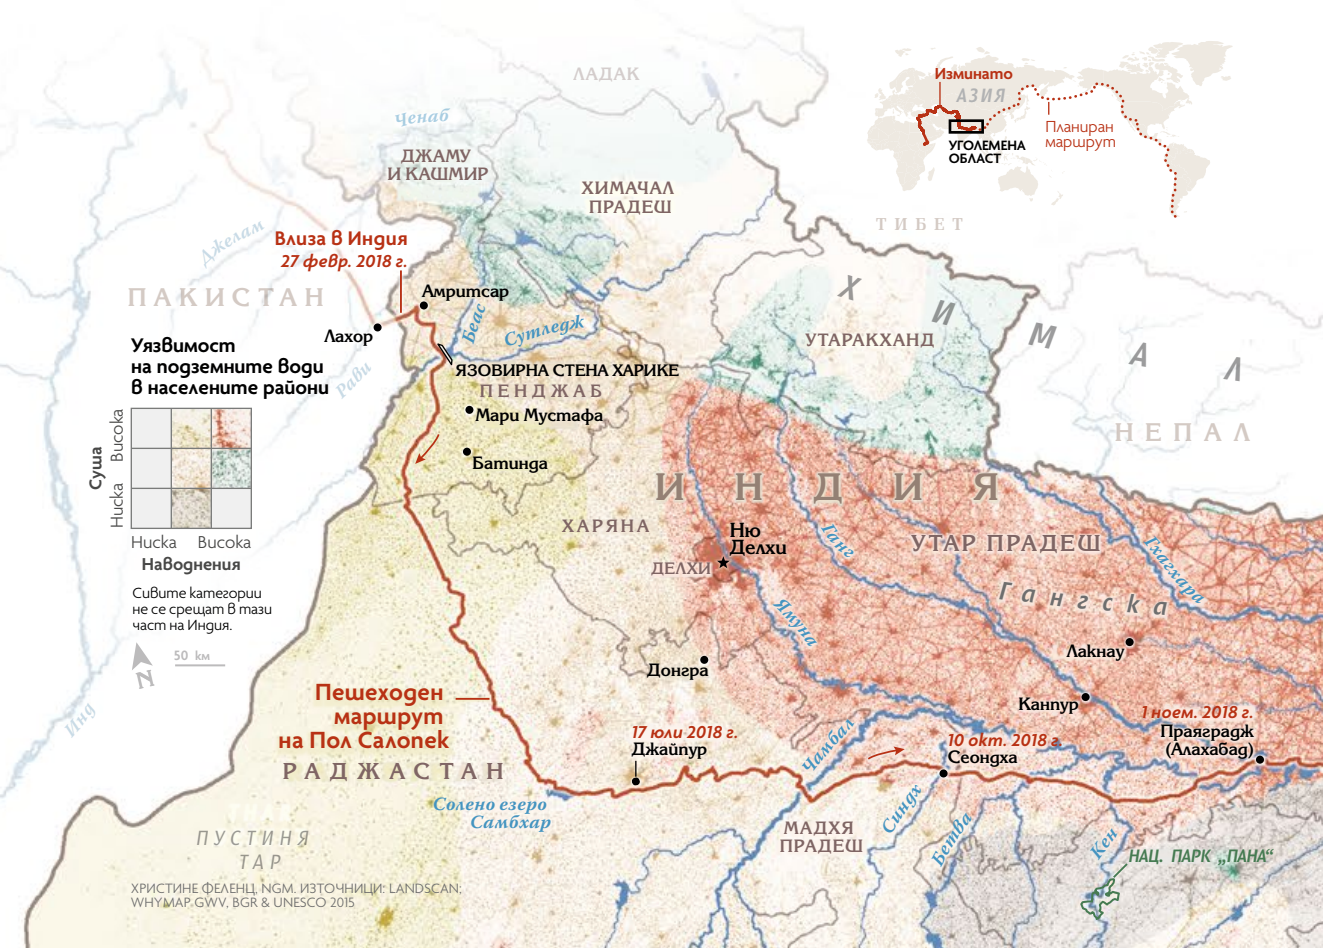 ЛАДАК
Ченаб
ДЖАМУ
И КАШМИР
ХИМАЧАЛ
ПРАДЕШ
Изминато
АЗИЯ
Планиран
маршрут
УГОЛЕМЕНА
ОБЛАСТ
ТИБЕТ
Джелам
Влиза в Индия
27 февр. 2018 г.
ПАКИСТАН
Амритсар
Лахор
Беас
Сутледж
Рави
ХИМАЛ
УТАРАКХАНД
НЕПАЛ
ЯЗОВИРНА СТЕНА ХАРИКЕ
ПЕНДЖАБ
Мари Мустафа
Батинда
Уязвимост
на подземните води
в населените райони
Суша
Висока
Ниска
Ниска Висока
Наводнения
Сивите категории
не се срещат в тази
част на Индия.
50 км
N
Инд
ИНДИЯ
ХАРЯНА
Ню
Делхи
ДЕЛХИ
Ганг
УТАР ПРАДЕШ
Гхагхара
Гангска
Ямуна
Лакнау
Донгра
Канпур
Пешеходен
маршрут
на Пол Салопек
РАДЖАСТАН
17 юли 2018 г.
Джайпур
Чамбал
10 окт. 2018 г.
Сеондха
1 ноем. 2018 г.
Праяградж
(Алахабад)
Солено езеро
Самбхар
МАДХЯ
ПРАДЕШ
Синдх
Бетва
Кен
НАЦ. ПАРК „ПАНА“
ПУСТИНЯ
ТАР
ХРИСТИНЕ ФЕЛЕНЦ, NGM. ИЗТОЧНИЦИ: LANDSCAN;
WHYMAP GWV, BGR & UNESCO 2015